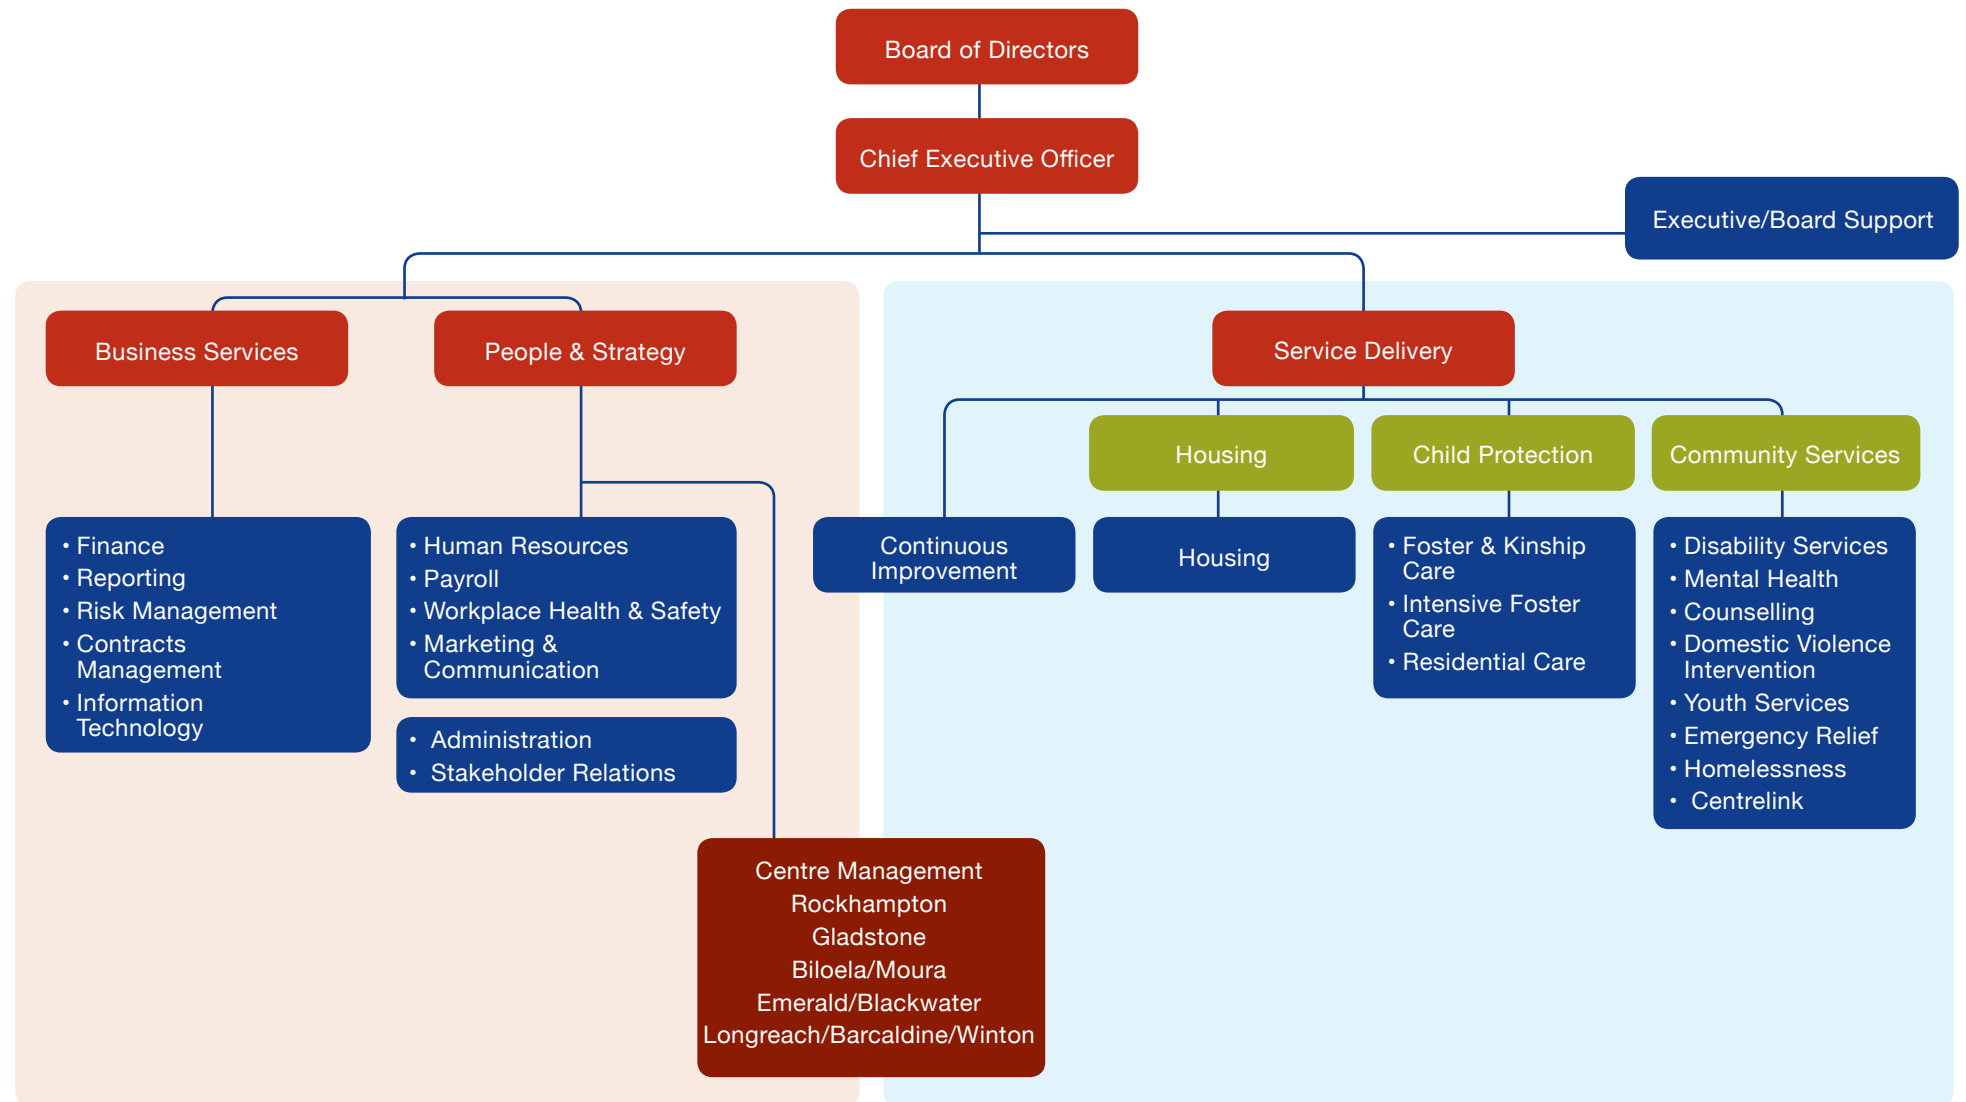 Board of Directors
Chief Executive Officer
Executive/Board Support
Business Services
People & Strategy
Service Delivery
Housing
Child Protection
Community Services
• Finance
• Reporting
• Risk Management
• Contracts
Management
• Information
Technology
• Human Resources
• Payroll
• Workplace Health & Safety
• Marketing &
Communication
• Administration
• Stakeholder Relations
Continuous
Improvement
Housing
• Foster & Kinship
Care
• Intensive Foster
Care
• Residential Care
• Disability Services
• Mental Health
• Counselling
• Domestic Violence
Intervention
• Youth Services
• Emergency Relief
• Homelessness
• Centrelink
Centre Management
Rockhampton
Gladstone
Biloela/Moura
Emerald/Blackwater
Longreach/Barcaldine/Winton